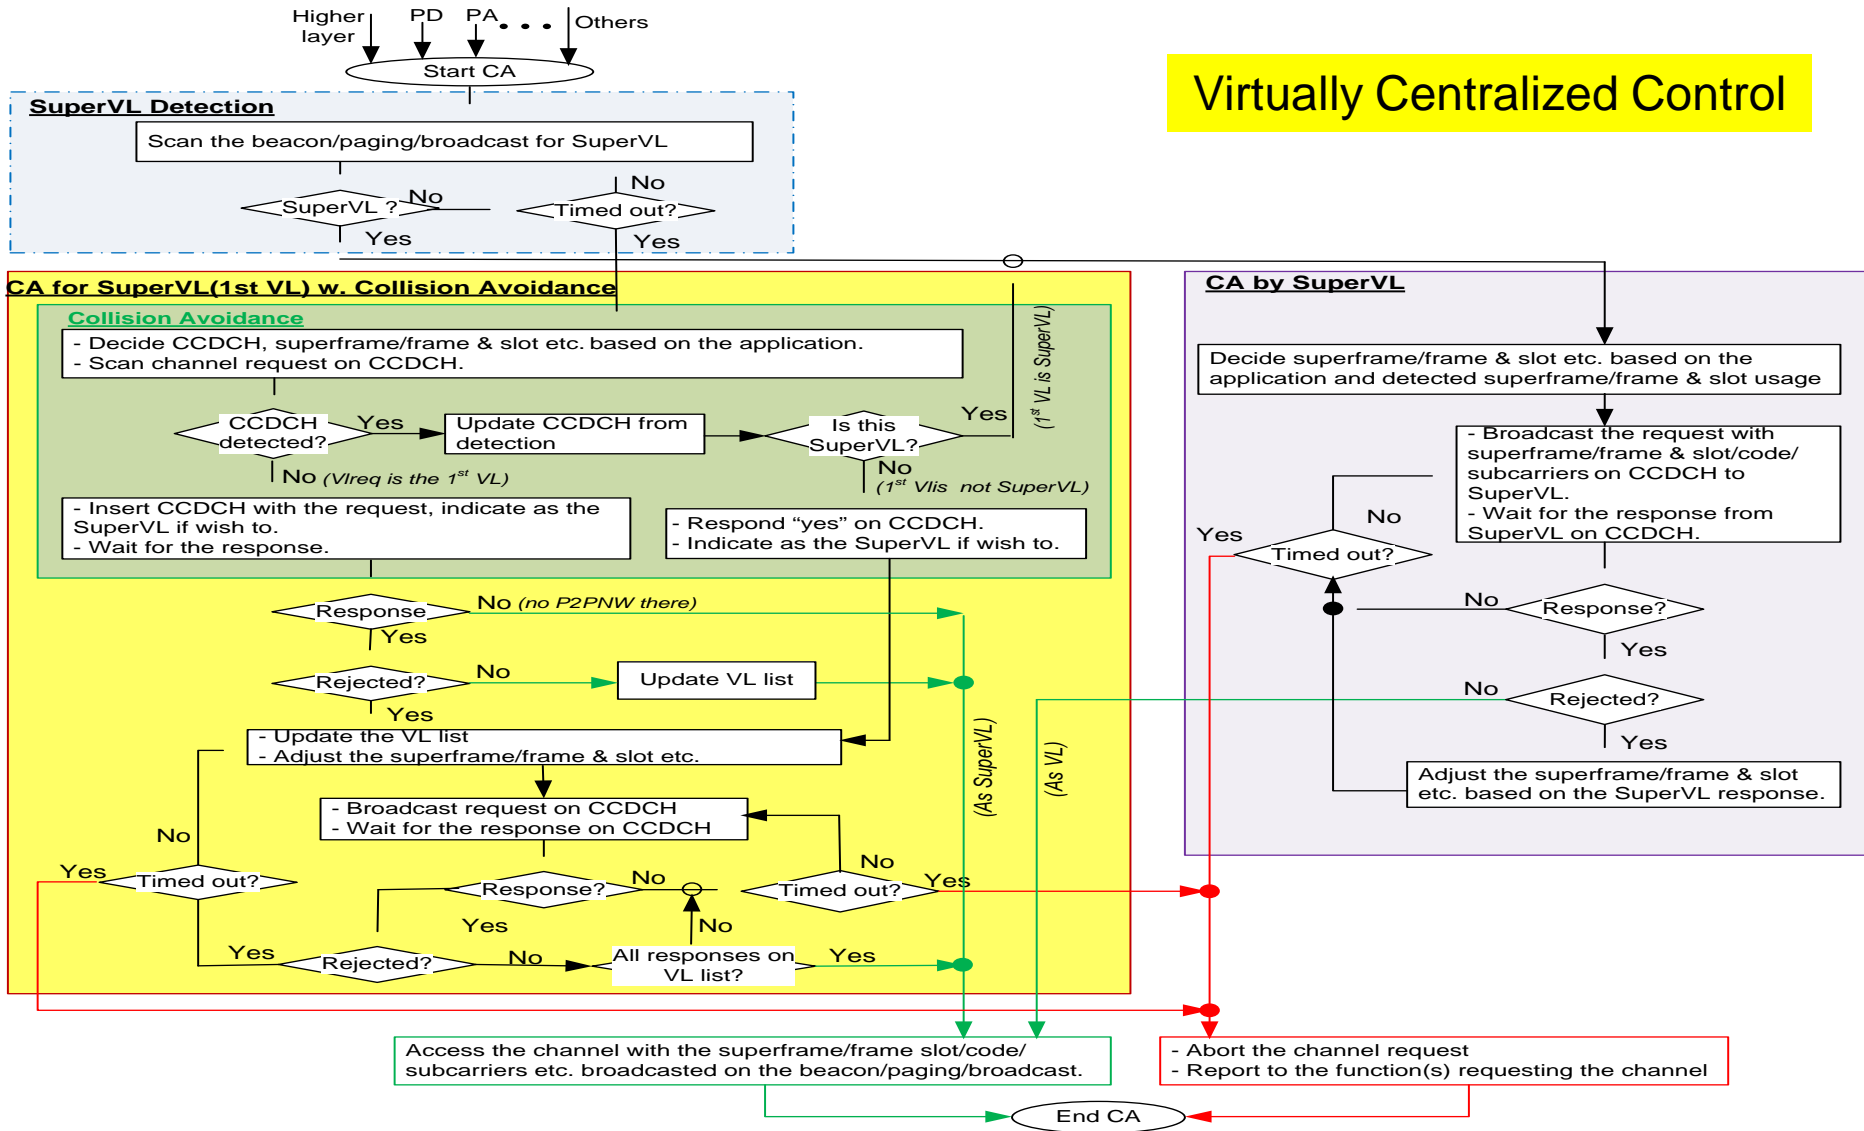 Higher
layer
PD
PA
Others
Start CA
Virtually Centralized Control
SuperVL Detection
Scan the beacon/paging/broadcast for SuperVL
SuperVL ?
No
Yes
No
Timed out?
Yes
CA for SuperVL(1st VL) w. Collision Avoidance
Collision Avoidance
- Decide CCDCH, superframe/frame & slot etc. based on the application.
- Scan channel request on CCDCH.
CCDCH
detected?
Yes
Update CCDCH from
detection
Is this
SuperVL?
Yes
(1st VL is SuperVL)
No (Vlreq is the 1st VL)
No
(1st Vlis not SuperVL)
- Insert CCDCH with the request, indicate as the
SuperVL if wish to.
- Wait for the response.
- Respond “yes” on CCDCH.
- Indicate as the SuperVL if wish to.
Response
No (no P2PNW there)
Yes
Rejected?
No
Update VL list
Yes
- Update the VL list
- Adjust the superframe/frame & slot etc.
- Broadcast request on CCDCH
- Wait for the response on CCDCH
No
Yes
Timed out?
Yes
Response?
No
Yes
No
Timed out?
Yes
Rejected?
No
No
All responses on
VL list?
Yes
(As SuperVL)
(As VL)
CA by SuperVL
Decide superframe/frame & slot etc. based on the
application and detected superframe/frame & slot usage
- Broadcast the request with
superframe/frame & slot/code/
subcarriers on CCDCH to
SuperVL.
- Wait for the response from
SuperVL on CCDCH.
No
Yes
Timed out?
No
Response?
Yes
No
Rejected?
Yes
Adjust the superframe/frame & slot
etc. based on the SuperVL response.
Access the channel with the superframe/frame slot/code/
subcarriers etc. broadcasted on the beacon/paging/broadcast.
- Abort the channel request
- Report to the function(s) requesting the channel
End CA